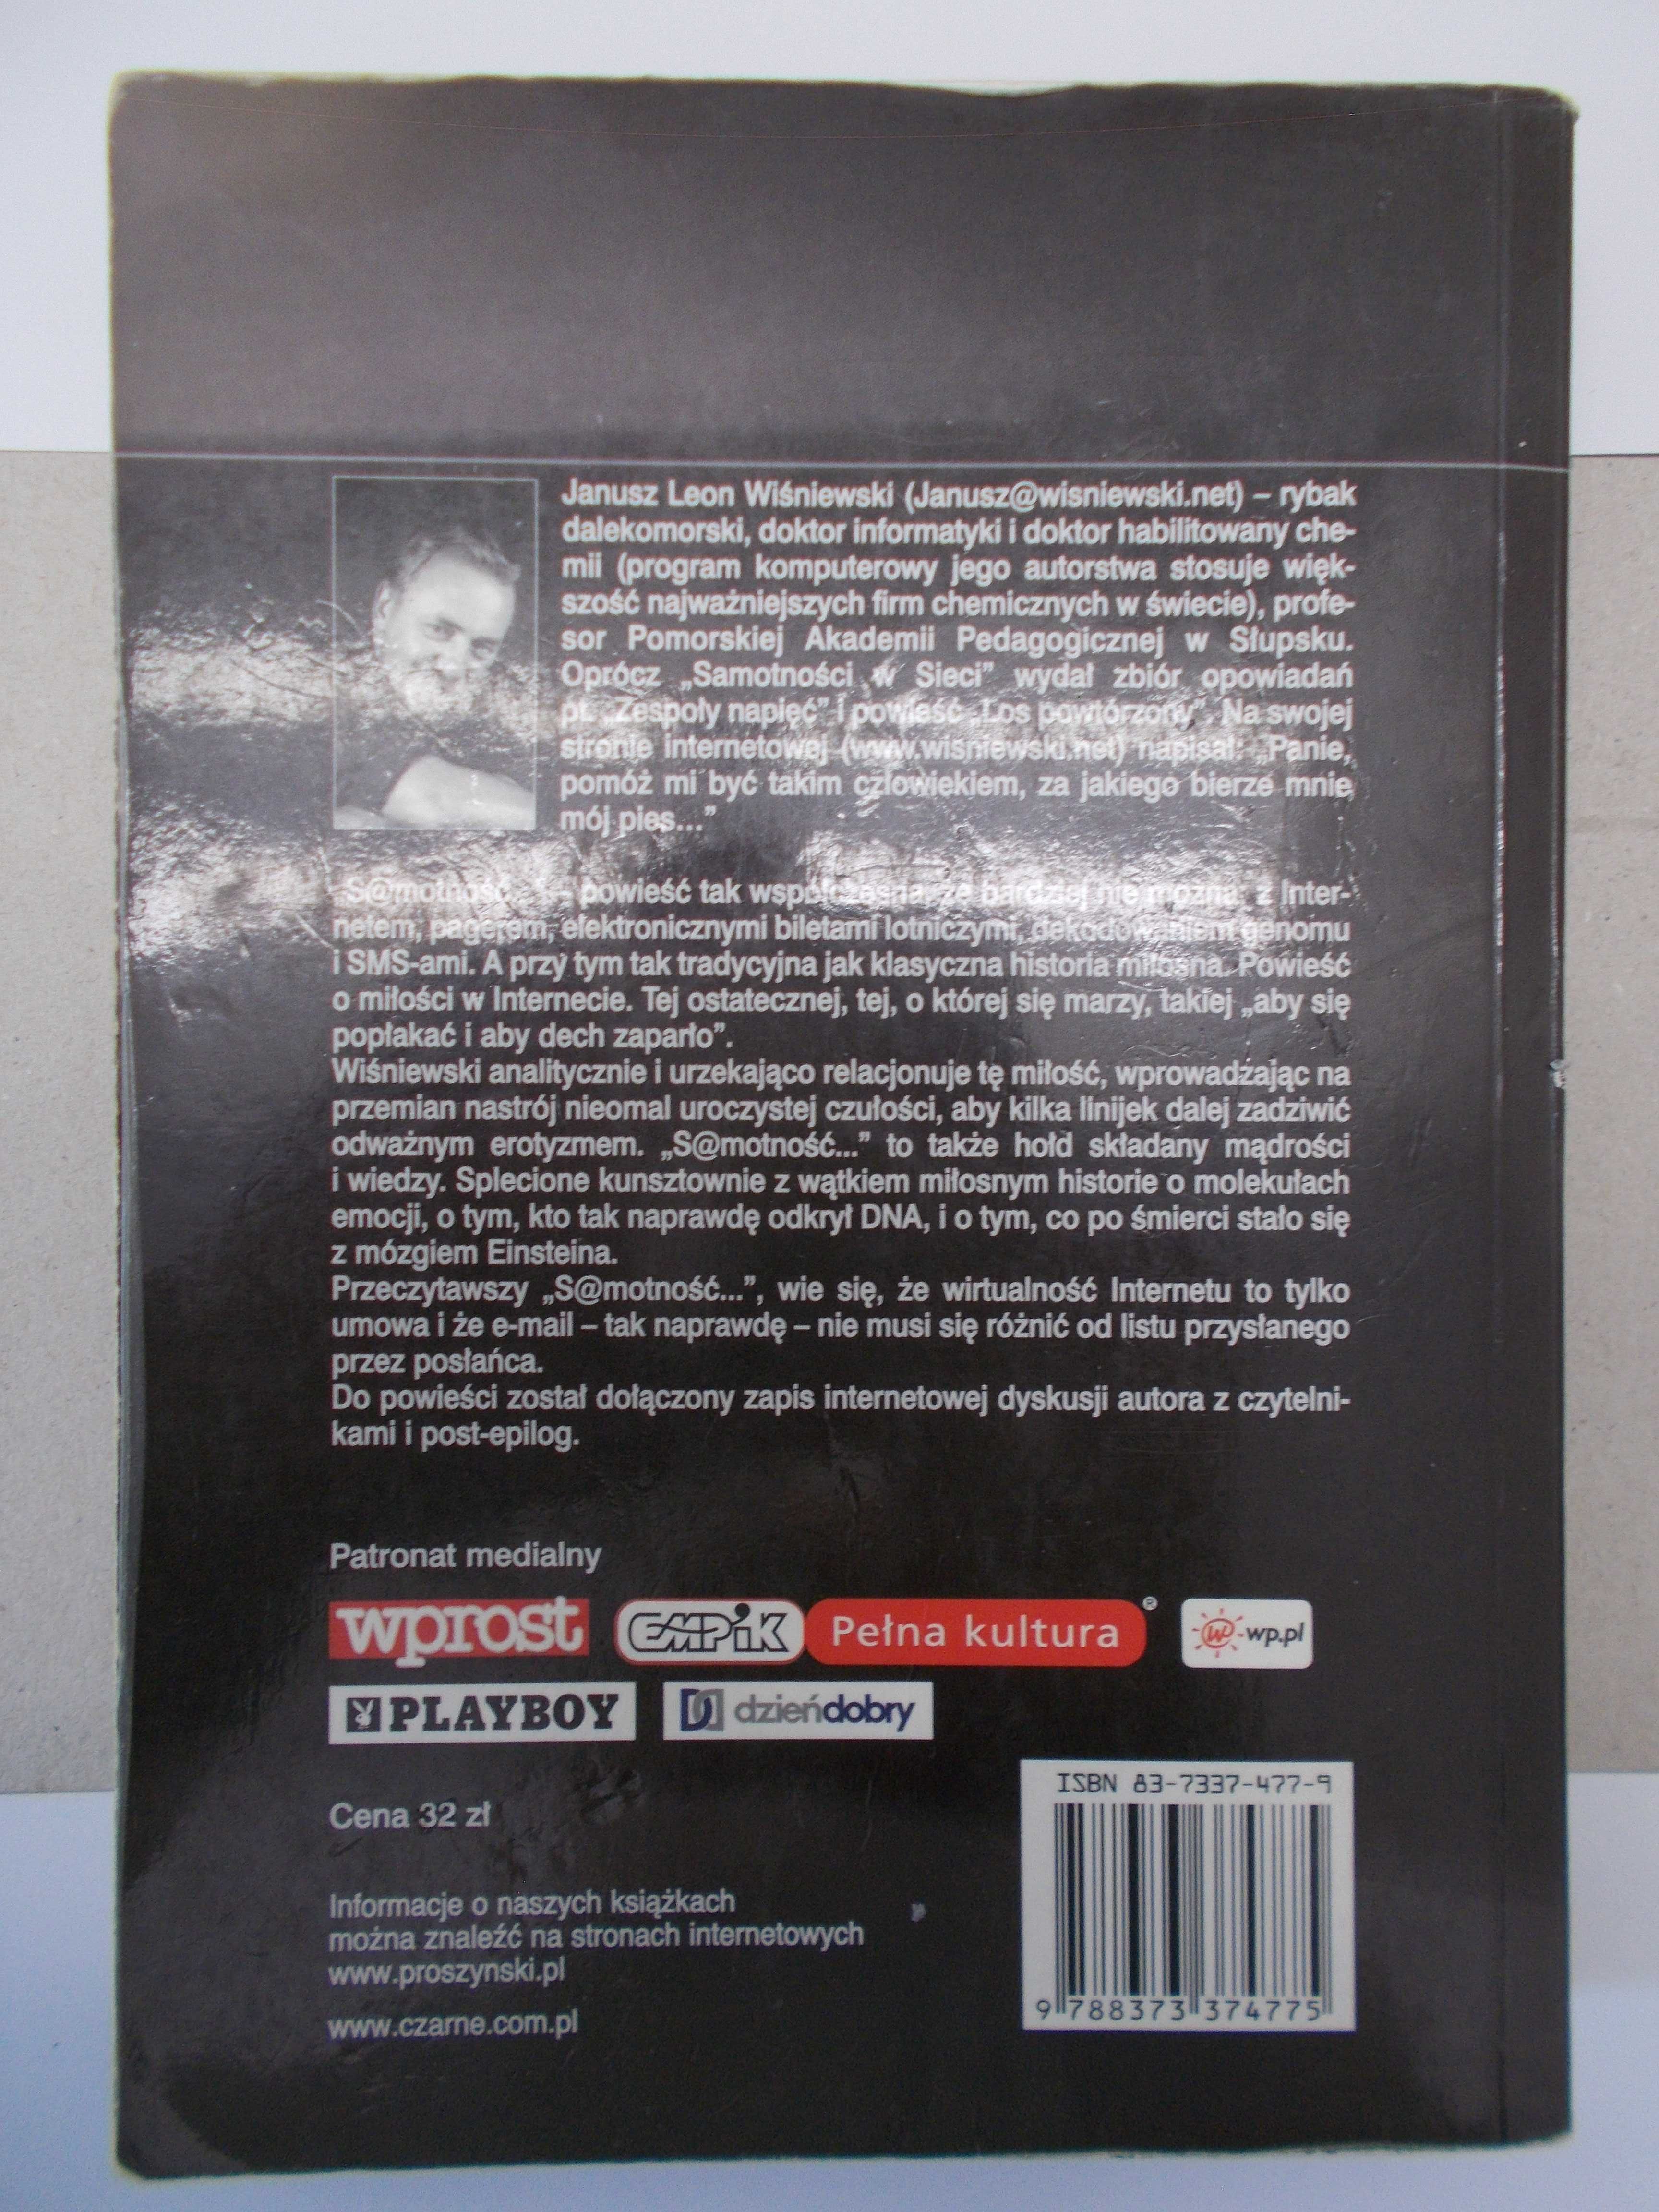 Janusz Leon Wiśniewski (Janusz@wisniewski.net) – rybak
dalekomorski, doktor informatyki i doktor habilitowany che-
mii (program komputerowy jego autorstwa stosuje więk-
szość najważniejszych firm chemicznych w świecie), profe-
sor Pomorskiej Akademii Pedagogicznej w Słupsku.
Oprócz „Samotności w Sieci” wydał zbiór opowiadań
pt. „Zespoły napięć” i powieść „Los powtórzony”. Na swojej
stronie internetowej (www.wisniewski.net) napisał: „Panie,
pomóż mi być takim człowiekiem, za jakiego bierze mnie
mój pies...”
„S@motność...” – powieść tak współczesna, że bardziej nie można: z Inter-
netem, pagerem, elektronicznymi biletami lotniczymi, dekodowaniem genomu
i SMS-ami. A przy tym tak tradycyjna jak klasyczna historia miłosna. Powieść
o miłości w Internecie. Tej ostatecznej, tej, o której się marzy, takiej „aby się
popłakać i aby dech zaparło”.
Wiśniewski analitycznie i urzekająco relacjonuje tę miłość, wprowadzając na
przemian nastrój nieomal uroczystej czułości, aby kilka linijek dalej zadziwić
odważnym erotyzmem. „S@motność...” to także hołd składany mądrości
i wiedzy. Splecione kunsztownie z wątkiem miłosnym historie o molekułach
emocji, o tym, kto tak naprawdę odkrył DNA, i o tym, co po śmierci stało się
z mózgiem Einsteina.
Przeczytawszy „S@motność...”, wie się, że wirtualność Internetu to tylko
umowa i że e-mail – tak naprawdę – nie musi się różnić od listu przysłanego
przez posłańca.
Do powieści został dołączony zapis internetowej dyskusji autora z czytelni-
kami i post-epilog.
Patronat medialny
wprost EMPiK Pełna kultura ® wp.pl
PLAYBOY dzieńdobry
ISBN 83-7337-477-9
Cena 32 zł
Informacje o naszych książkach
można znaleźć na stronach internetowych
www.proszynski.pl
www.czarne.com.pl
9 788373 374775